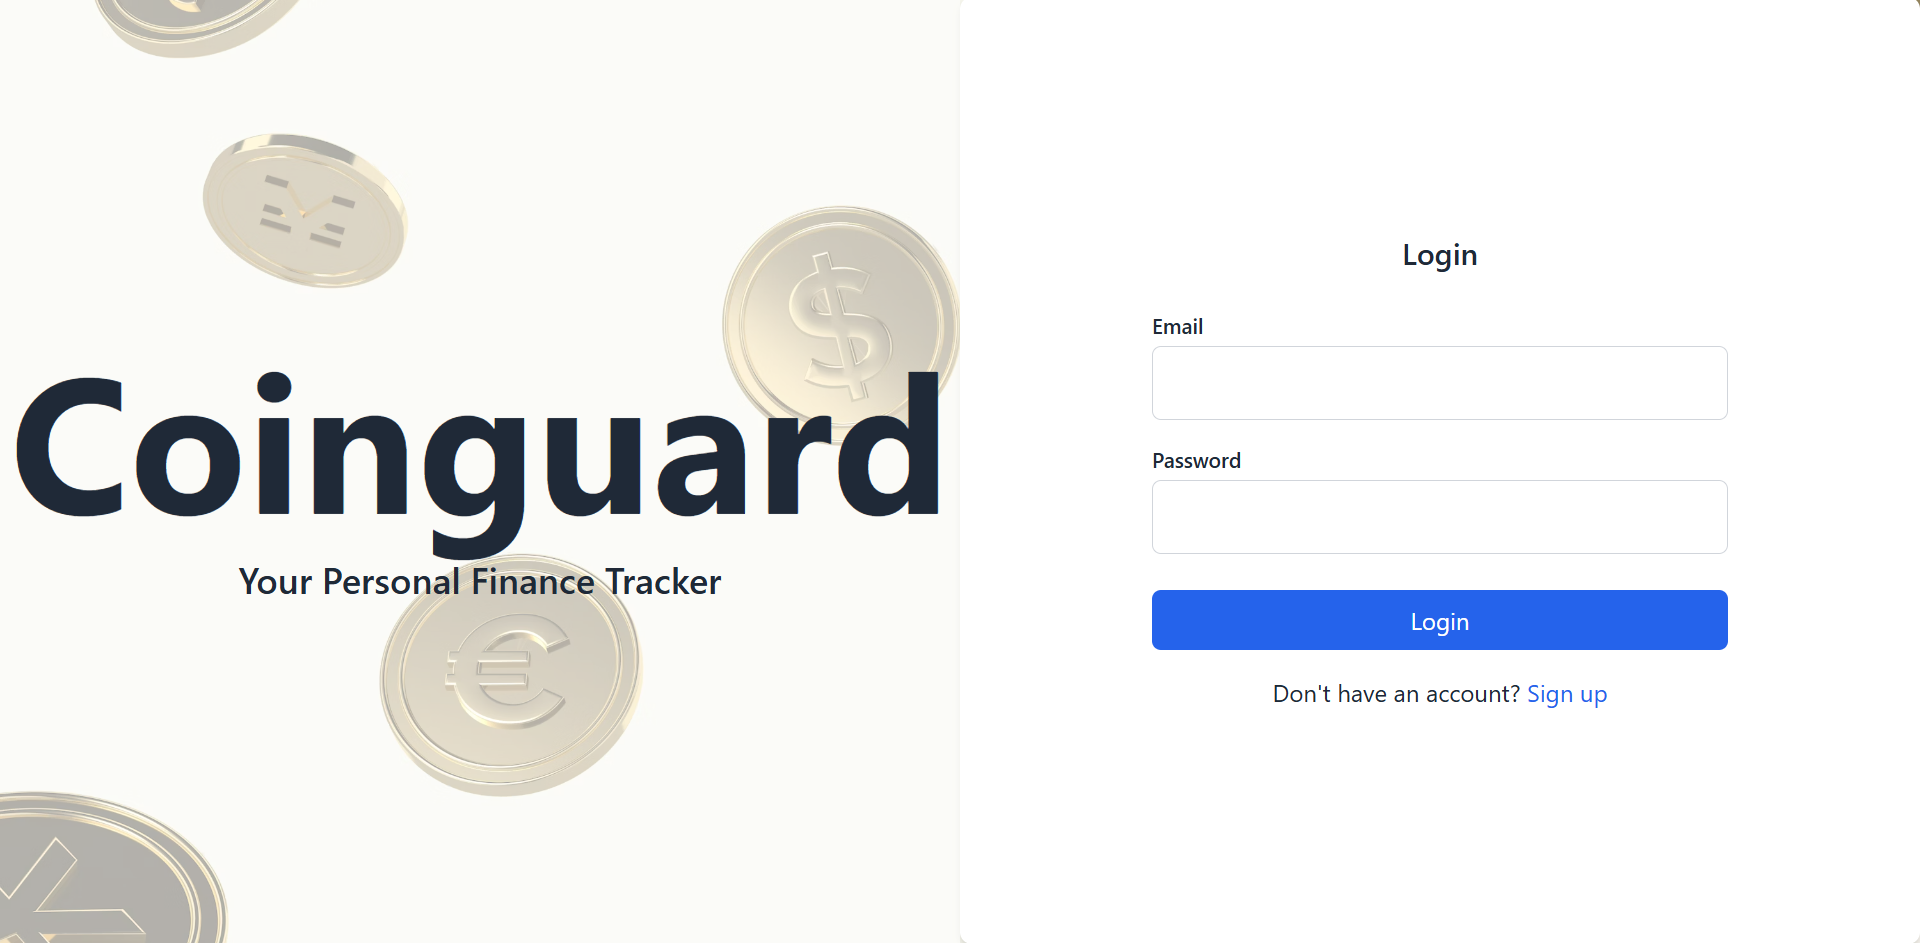 $
Coinguard
Your Personal Finance Tracker
€
Login
Email
Password
Login
Don't have an account? Sign up